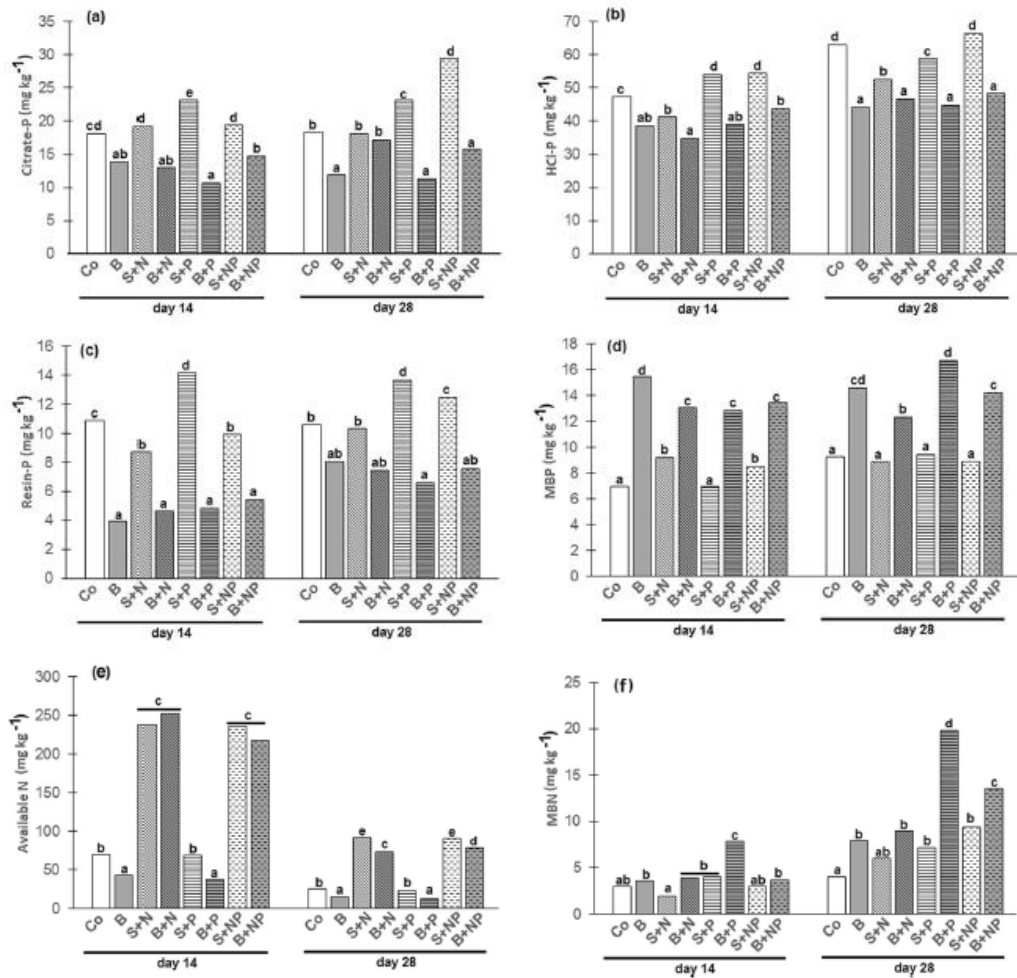 (a)
Citrate-P (mg kg⁻¹)
35
30
25
20
15
10
5
0
cd ab d ab e a d b
b a b b c a d a
Co B S+N B+N S+P B+P S+NP B+NP
Co B S+N B+N S+P B+P S+NP B+NP
day 14 day 28
(b)
HCl-P (mg kg⁻¹)
70
60
50
40
30
20
10
0
c ab b a d ab d b
d a b a c a d a
Co B S+N B+N S+P B+P S+NP B+NP
Co B S+N B+N S+P B+P S+NP B+NP
day 14 day 28
(c)
Resin-P (mg kg⁻¹)
16
14
12
10
8
6
4
2
0
c a b a d a b a
b ab b ab d a c ab
Co B S+N B+N S+P B+P S+NP B+NP
Co B S+N B+N S+P B+P S+NP B+NP
day 14 day 28
(d)
MBP (mg kg⁻¹)
18
16
14
12
10
8
6
4
2
0
a d b c a c b c
a cd a b a d a c
Co B S+N B+N S+P B+P S+NP B+NP
Co B S+N B+N S+P B+P S+NP B+NP
day 14 day 28
(e)
Available N (mg kg⁻¹)
300
250
200
150
100
50
0
b a c b a c
b a e c b a e d
Co B S+N B+N S+P B+P S+NP B+NP
Co B S+N B+N S+P B+P S+NP B+NP
day 14 day 28
(f)
MBN (mg kg⁻¹)
25
20
15
10
5
0
ab b a b c ab b
a b ab b b d b c
Co B S+N B+N S+P B+P S+NP B+NP
Co B S+N B+N S+P B+P S+NP B+NP
day 14 day 28